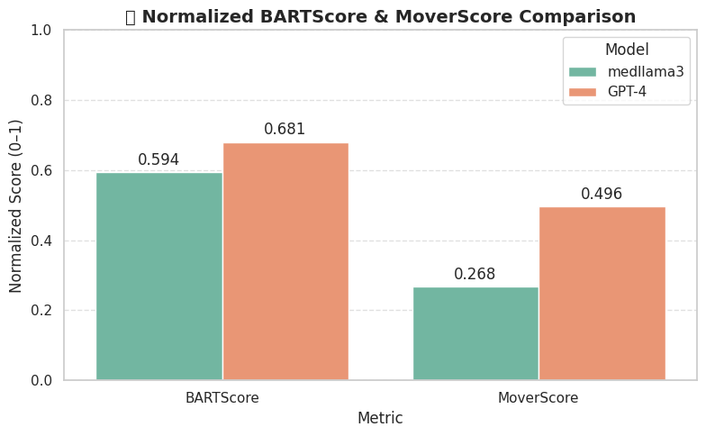 ▯ Normalized BARTScore & MoverScore Comparison
Normalized Score (0–1)
1.0
0.8
0.6
0.4
0.2
0.0
Model
medllama3
GPT-4
0.594
0.681
0.268
0.496
BARTScore
MoverScore
Metric